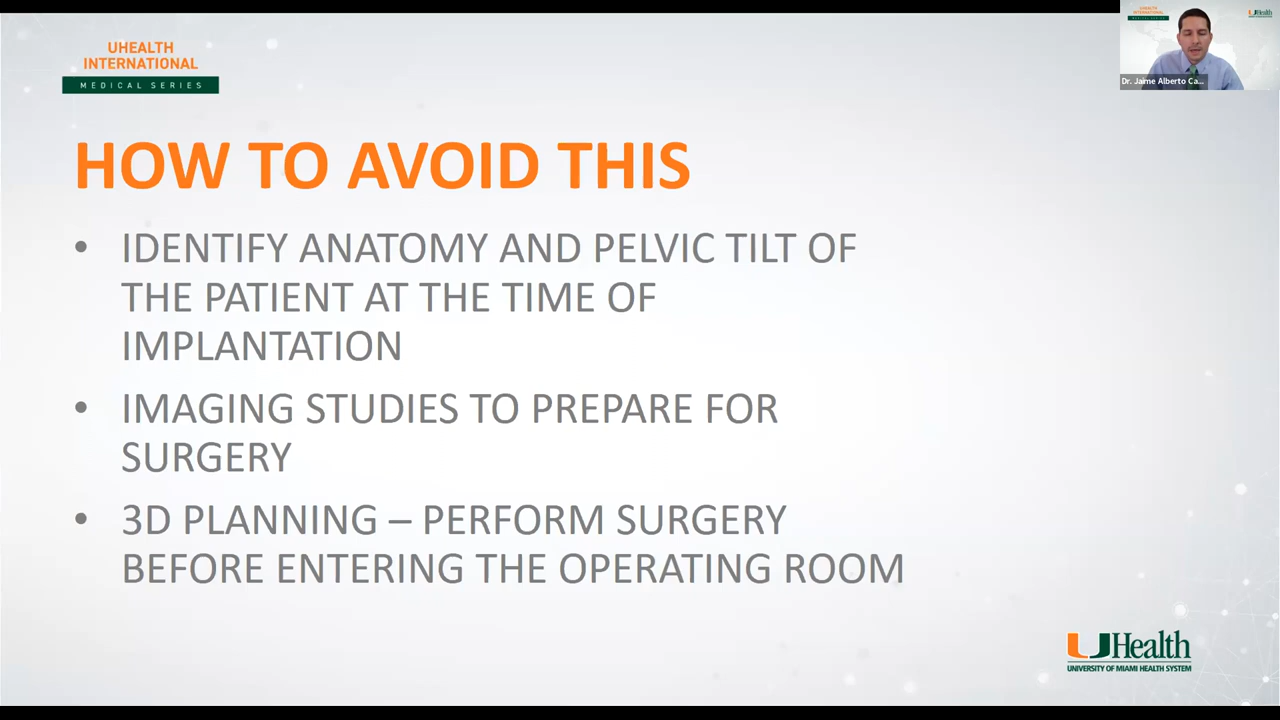 UHEALTH
INTERNATIONAL
MEDICAL SERIES
HOW TO AVOID THIS
• IDENTIFY ANATOMY AND PELVIC TILT OF
THE PATIENT AT THE TIME OF
IMPLANTATION
• IMAGING STUDIES TO PREPARE FOR
SURGERY
• 3D PLANNING – PERFORM SURGERY
BEFORE ENTERING THE OPERATING ROOM
UHealth
UNIVERSITY OF MIAMI HEALTH SYSTEM
INTERNATIONAL
UHealth
Dr. Jaime Alberto Ca...